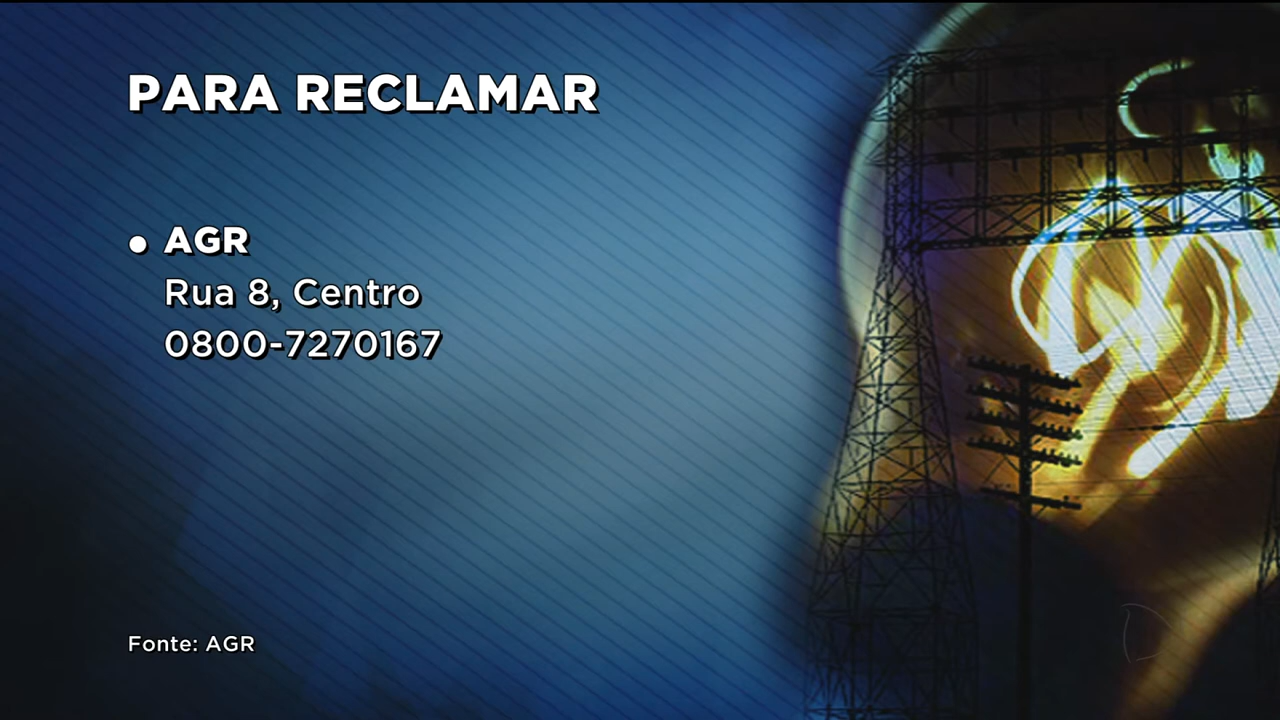 PARA RECLAMAR
• AGR
Rua 8, Centro
0800-7270167
Fonte: AGR